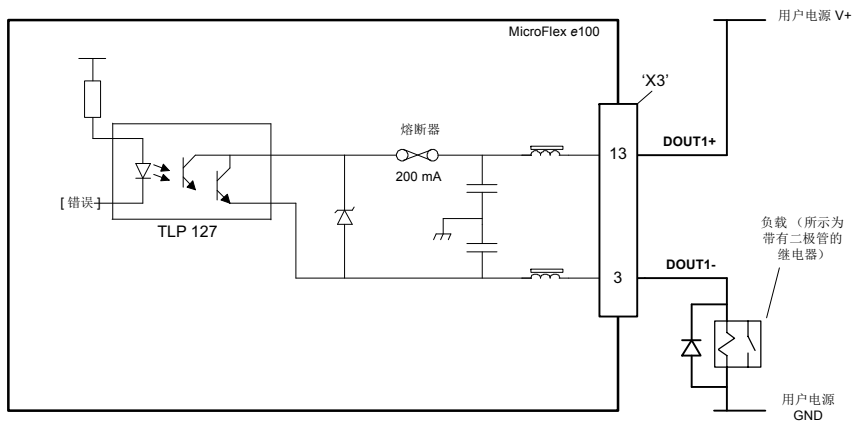 用户电源 V+
MicroFlex e100
'X3'
熔断器
13
DOUT1+
200 mA
[ 错误 ]
TLP 127
负载 （所示为
带有二极管的
继电器）
DOUT1-
3
用户电源
GND